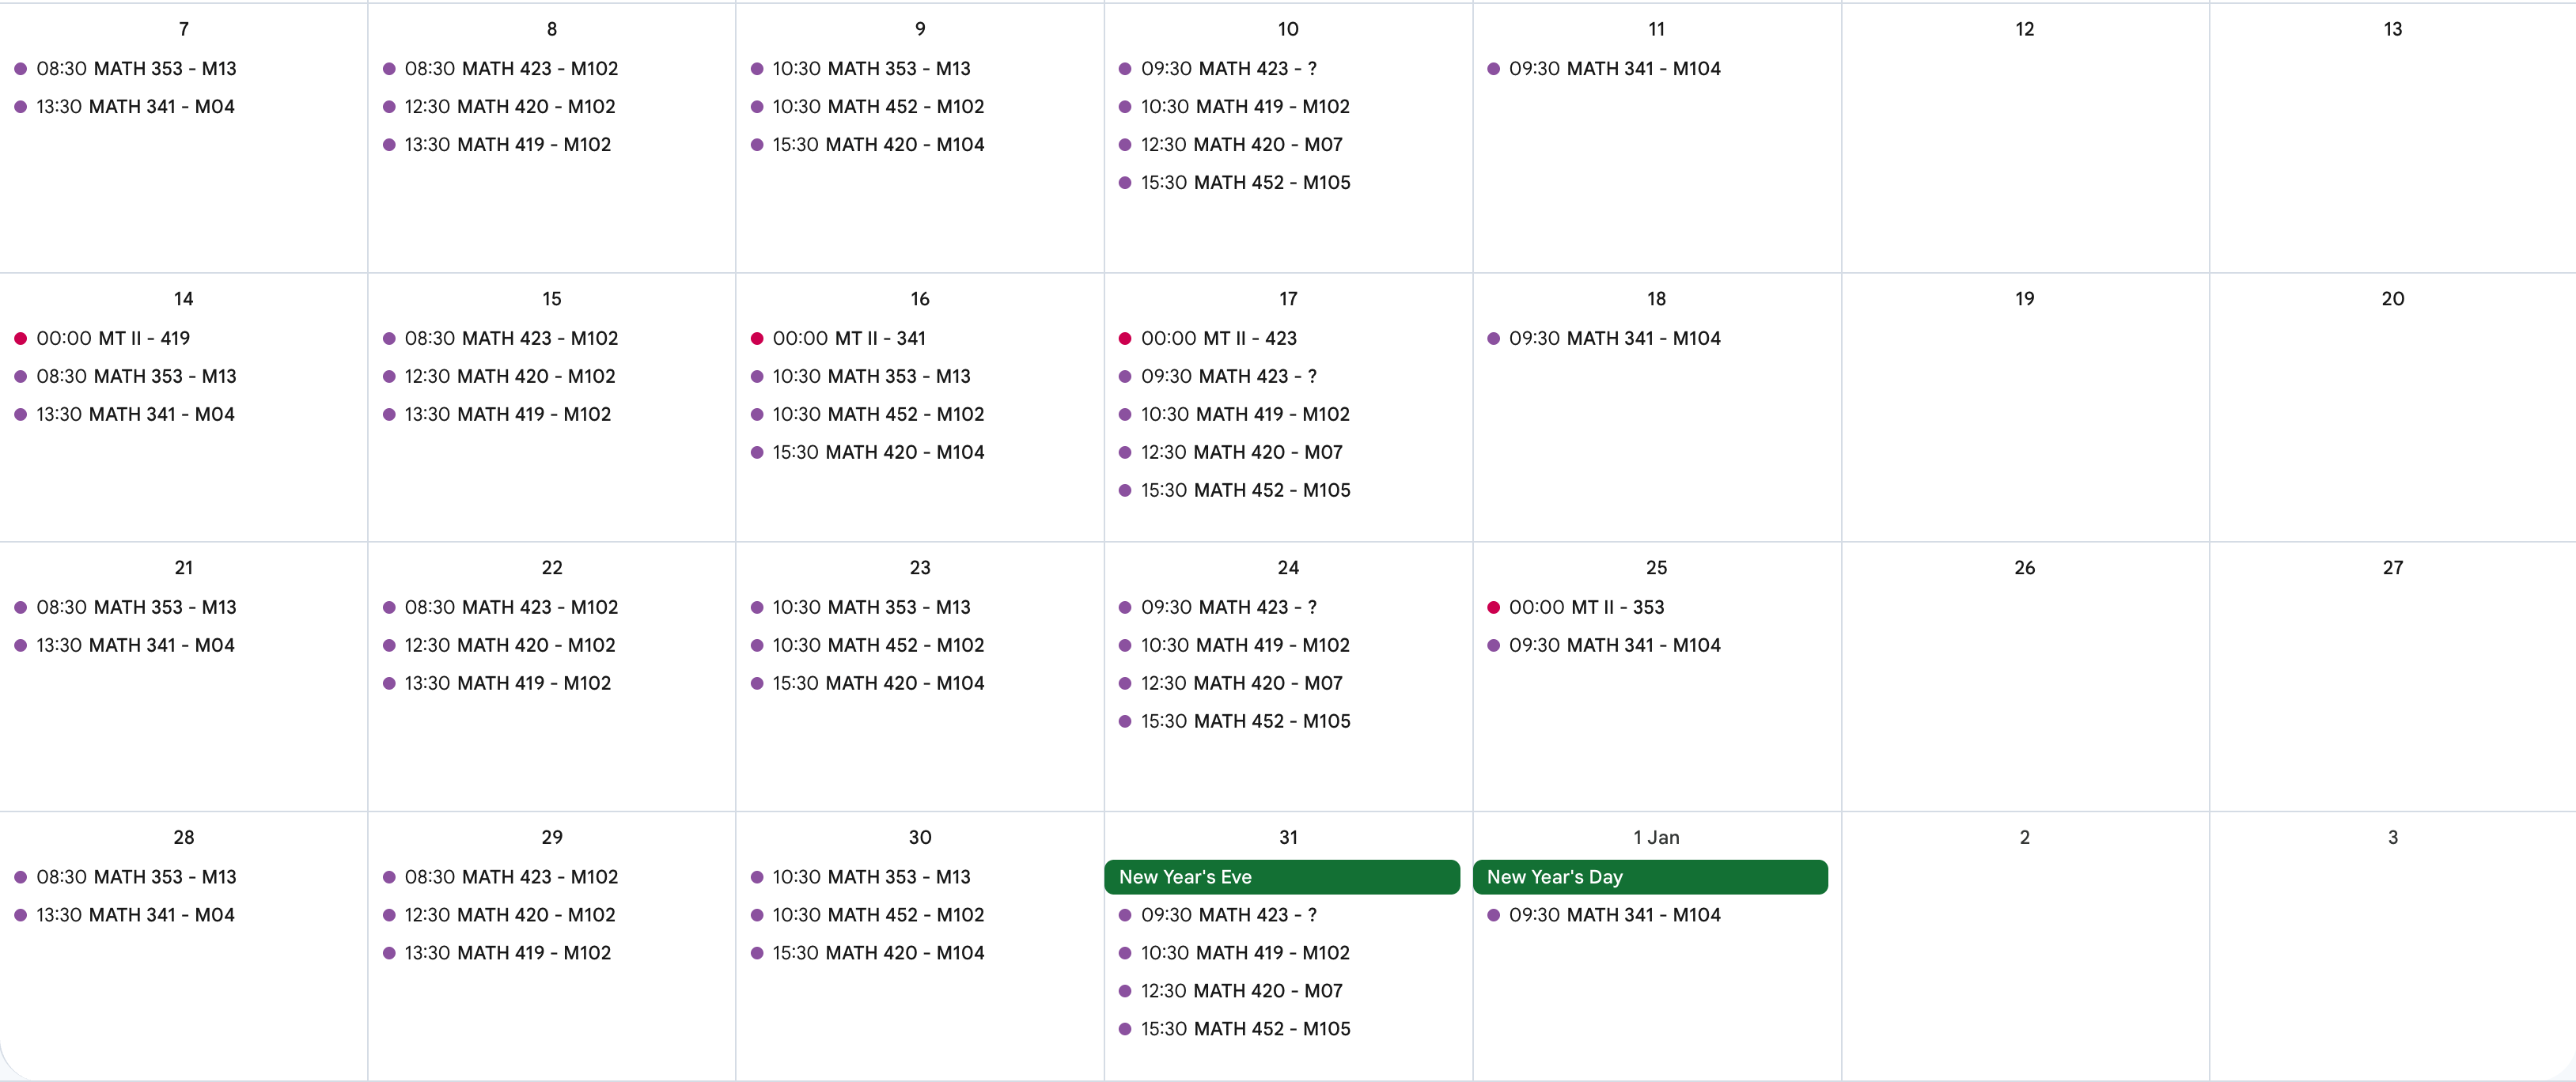 7
08:30 MATH 353 - M13
13:30 MATH 341 - M04
8
08:30 MATH 423 - M102
12:30 MATH 420 - M102
13:30 MATH 419 - M102
9
10:30 MATH 353 - M13
10:30 MATH 452 - M102
15:30 MATH 420 - M104
10
09:30 MATH 423 - ?
10:30 MATH 419 - M102
12:30 MATH 420 - M07
15:30 MATH 452 - M105
11
09:30 MATH 341 - M104
12
13
14
00:00 MT II - 419
08:30 MATH 353 - M13
13:30 MATH 341 - M04
15
08:30 MATH 423 - M102
12:30 MATH 420 - M102
13:30 MATH 419 - M102
16
00:00 MT II - 341
10:30 MATH 353 - M13
10:30 MATH 452 - M102
15:30 MATH 420 - M104
17
00:00 MT II - 423
09:30 MATH 423 - ?
10:30 MATH 419 - M102
12:30 MATH 420 - M07
15:30 MATH 452 - M105
18
09:30 MATH 341 - M104
19
20
21
08:30 MATH 353 - M13
13:30 MATH 341 - M04
22
08:30 MATH 423 - M102
12:30 MATH 420 - M102
13:30 MATH 419 - M102
23
10:30 MATH 353 - M13
10:30 MATH 452 - M102
15:30 MATH 420 - M104
24
09:30 MATH 423 - ?
10:30 MATH 419 - M102
12:30 MATH 420 - M07
15:30 MATH 452 - M105
25
00:00 MT II - 353
09:30 MATH 341 - M104
26
27
28
08:30 MATH 353 - M13
13:30 MATH 341 - M04
29
08:30 MATH 423 - M102
12:30 MATH 420 - M102
13:30 MATH 419 - M102
30
10:30 MATH 353 - M13
10:30 MATH 452 - M102
15:30 MATH 420 - M104
31
New Year's Eve
09:30 MATH 423 - ?
10:30 MATH 419 - M102
12:30 MATH 420 - M07
15:30 MATH 452 - M105
1 Jan
New Year's Day
09:30 MATH 341 - M104
2
3